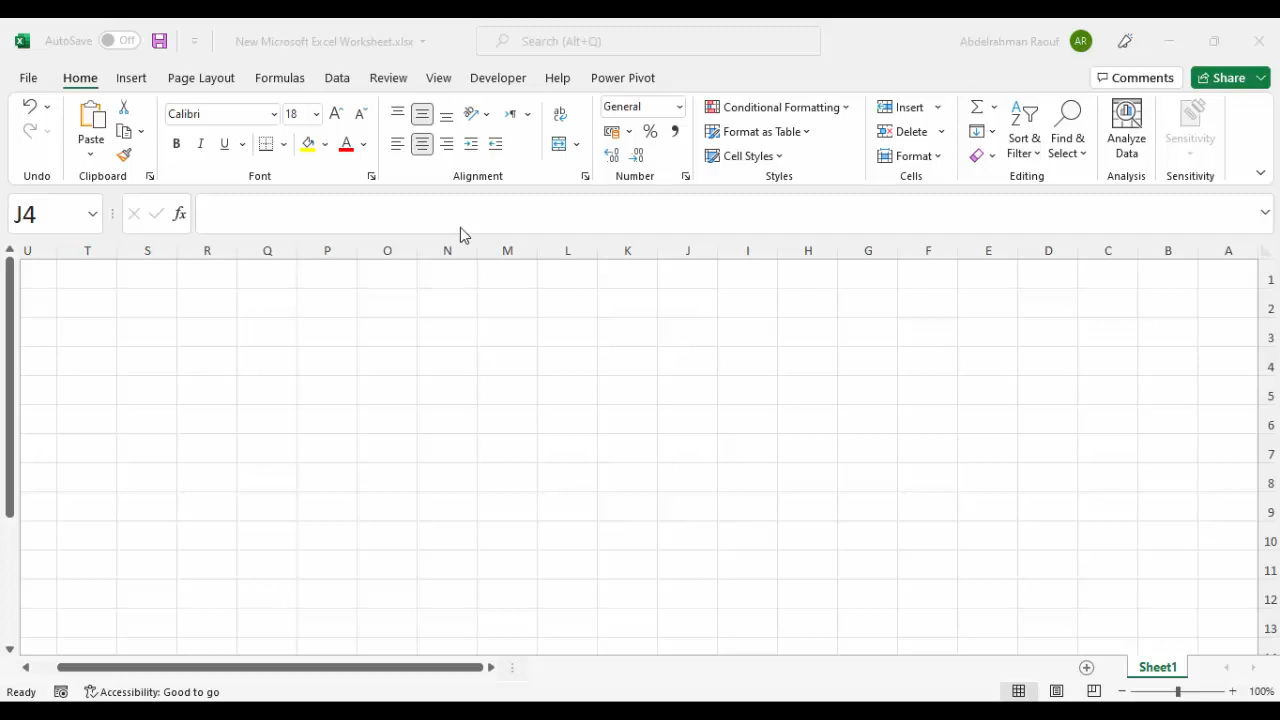 AutoSave Off New Microsoft Excel Worksheet.xlsx Search (Alt+Q) Abdelrahman Raouf AR
File Home Insert Page Layout Formulas Data Review View Developer Help Power Pivot Comments Share
Calibri 18 General Conditional Formatting Insert
Paste Format as Table Delete Sort & Filter Find & Select Analyze Data Sensitivity
B I U A % Cell Styles Format
Undo Clipboard Font Alignment Number Styles Cells Editing Analysis Sensitivity
J4 fx
U T S R Q P O N M L K J I H G F E D C B A
1
2
3
4
5
6
7
8
9
10
11
12
13
Sheet1
Ready Accessibility: Good to go 100%